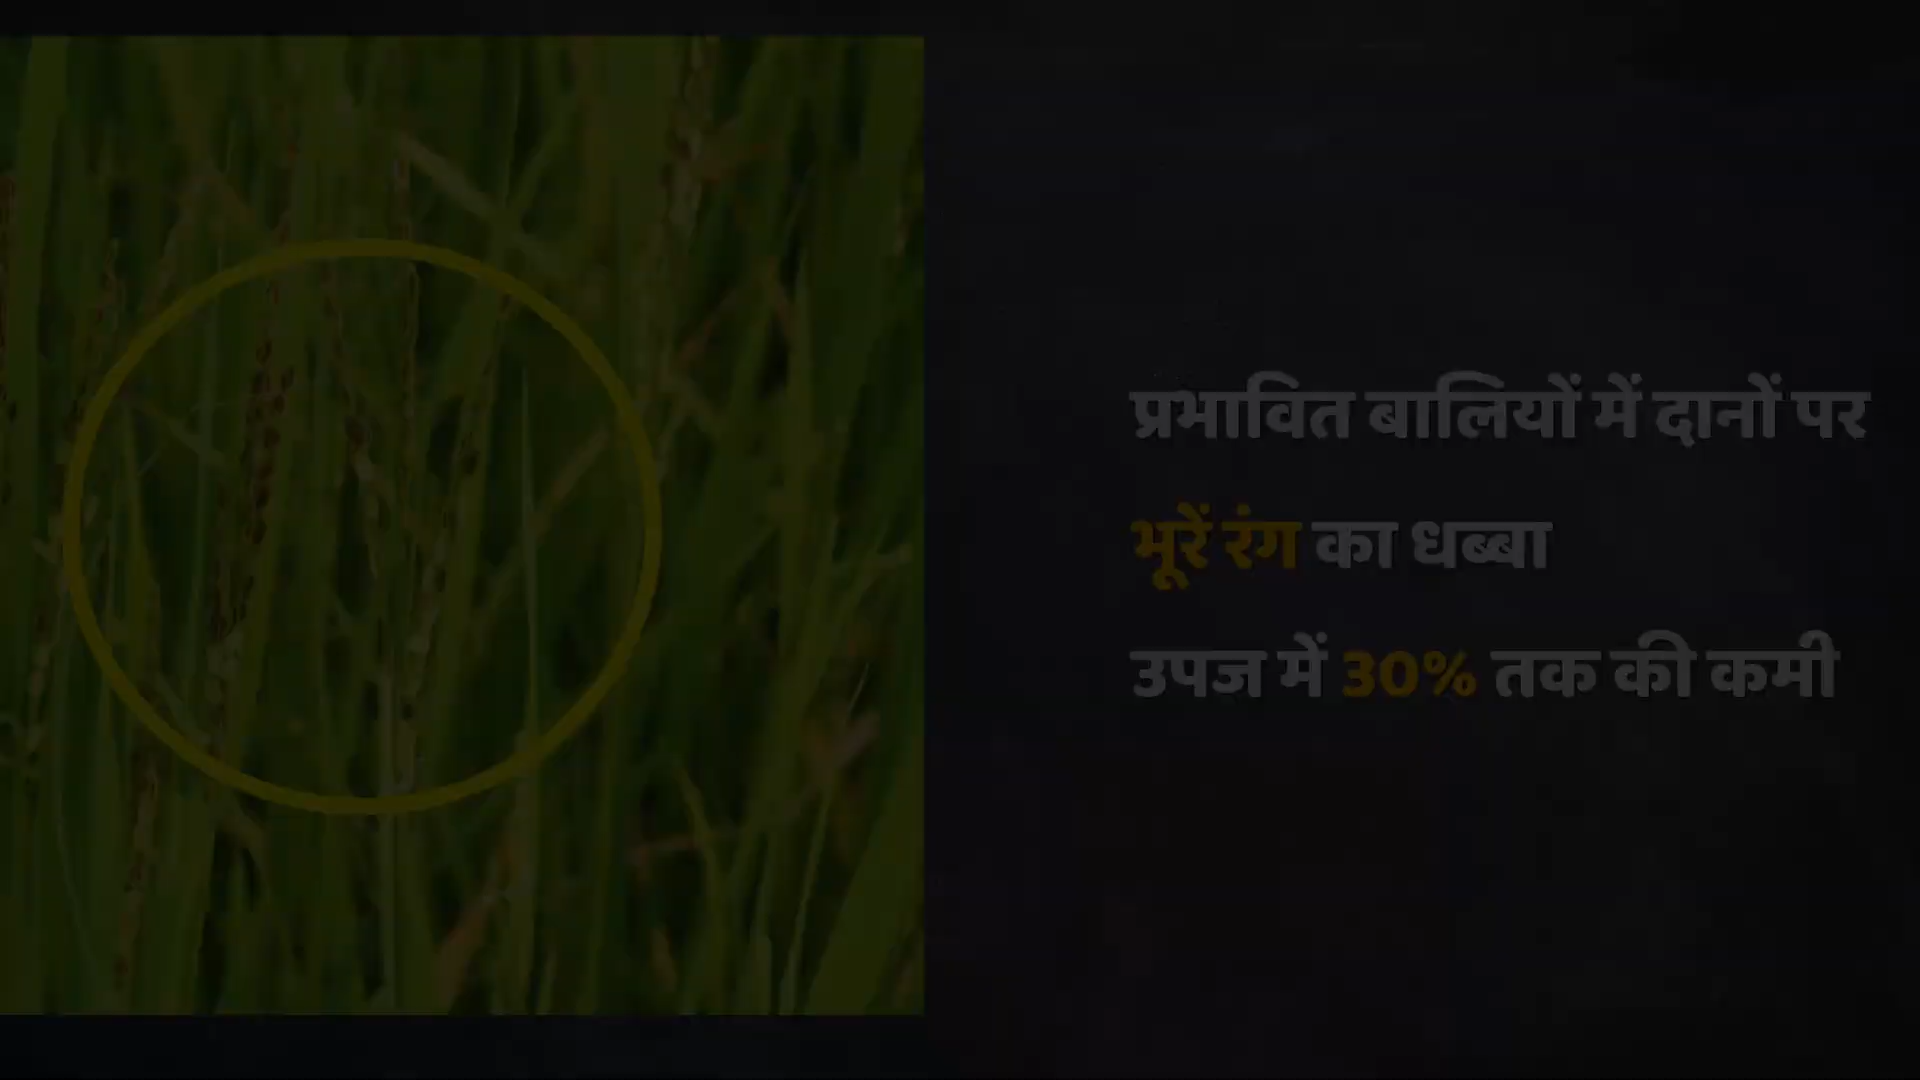 प्रभावित बालियों में दानों पर
भूरें रंग का धब्बा
उपज में 30% तक की कमी